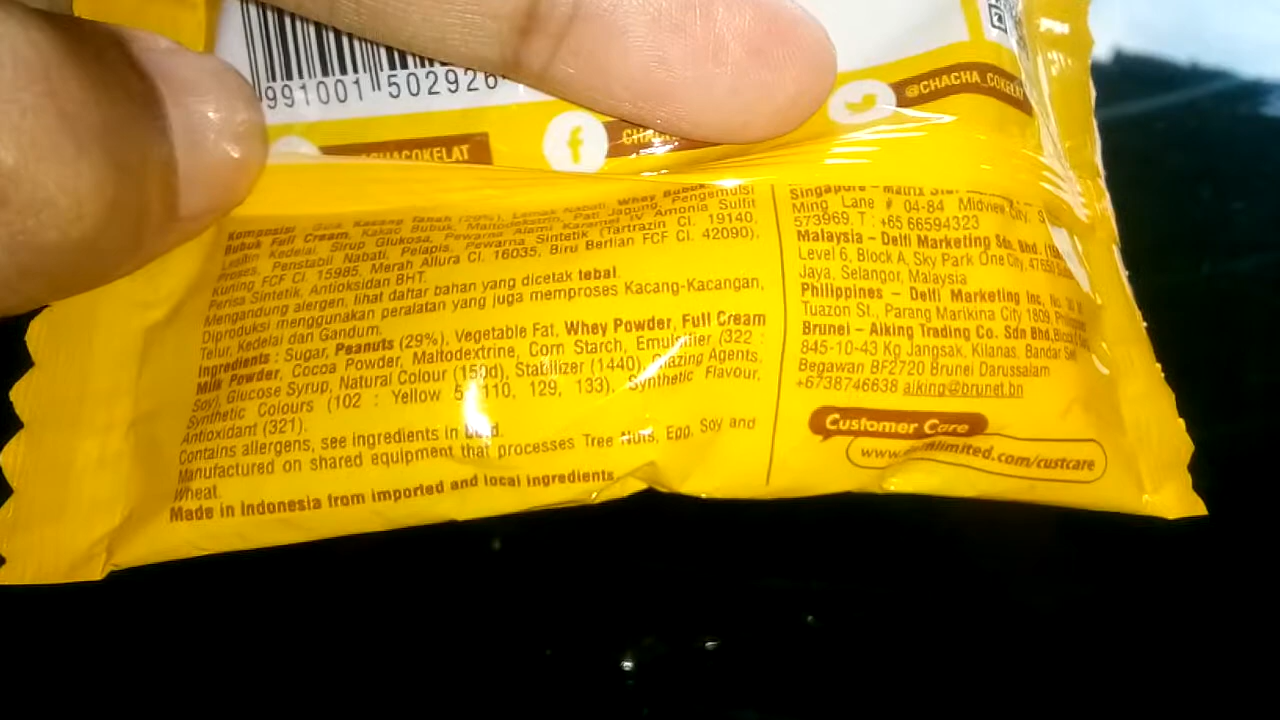 991001 502926
@CHACHA_COKELAT
CHACOKELAT
Komposisi : Gula, Kacang Tanah (29%), Lemak Nabati, Whey Bubuk,
Bubuk Full Cream, Kakao Bubuk, Maltodekstrin, Pati Jagung, Pengemulsi
Lesitin Kedelai, Sirup Glukosa, Pewarna Alami Karamel IV Amonia Sulfit
Proses, Penstabil Nabati, Pelapis, Pewarna Sintetik (Tartrazin CI. 19140,
Kuning FCF CI. 15985, Merah Allura CI. 16035, Biru Berlian FCF CI. 42090),
Perisa Sintetik, Antioksidan BHT.
Mengandung alergen, lihat daftar bahan yang dicetak tebal.
Diproduksi menggunakan peralatan yang juga memproses Kacang-Kacangan,
Telur, Kedelai dan Gandum.
Ingredients : Sugar, Peanuts (29%), Vegetable Fat, Whey Powder, Full Cream
Milk Powder, Cocoa Powder, Maltodextrine, Corn Starch, Emulsifier (322 :
Soy), Glucose Syrup, Natural Colour (150d), Stabilizer (1440), Glazing Agents,
Synthetic Colours (102 : Yellow 5, 110, 129, 133), Synthetic Flavour,
Antioxidant (321).
Contains allergens, see ingredients in bold.
Manufactured on shared equipment that processes Tree Nuts, Egg, Soy and
Wheat.
Made in Indonesia from imported and local ingredients.
Singapore – Matrix
Ming Lane # 04-84 Midview City, S
573969. T : +65 66594323
Malaysia – Delfi Marketing Sdn. Bhd.
Level 6, Block A, Sky Park One City, 47650
Jaya, Selangor, Malaysia
Philippines – Delfi Marketing Inc, No.
Tuazon St., Parang Marikina City 1809,
Brunei – Aiking Trading Co. Sdn Bhd,
845-10-43 Kg Jangsak, Kilanas, Bandar Seri
Begawan BF2720 Brunei Darussalam
+6738746638 aiking@brunet.bn
Customer Care
limited.com/custcare